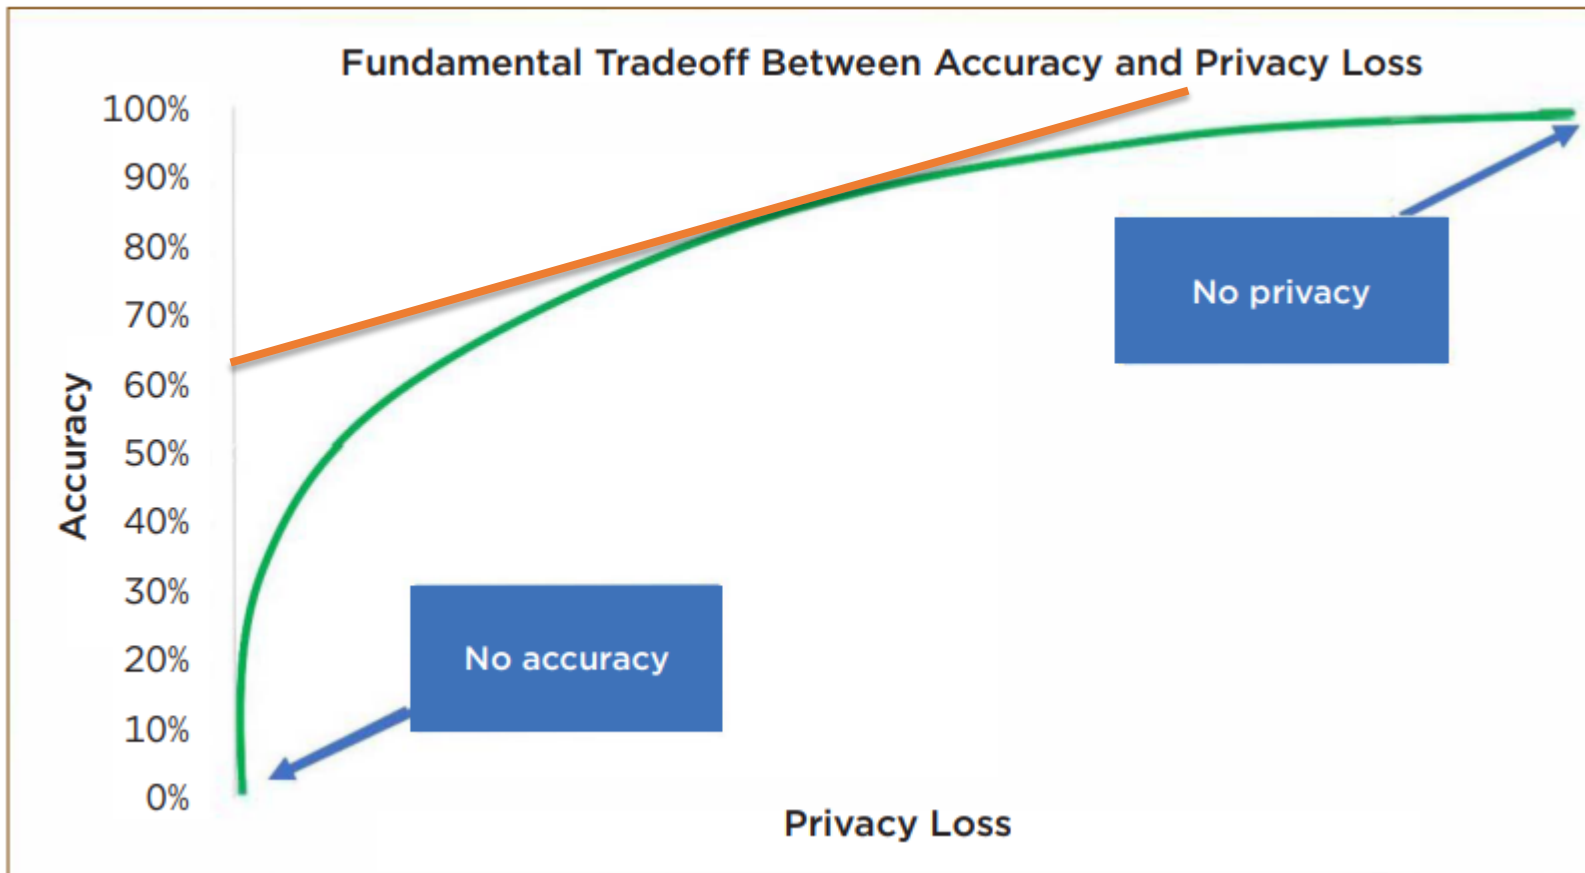 Fundamental Tradeoff Between Accuracy and Privacy Loss
100%
90%
80%
70%
60%
50%
40%
30%
20%
10%
0%
Accuracy
No privacy
No accuracy
Privacy Loss